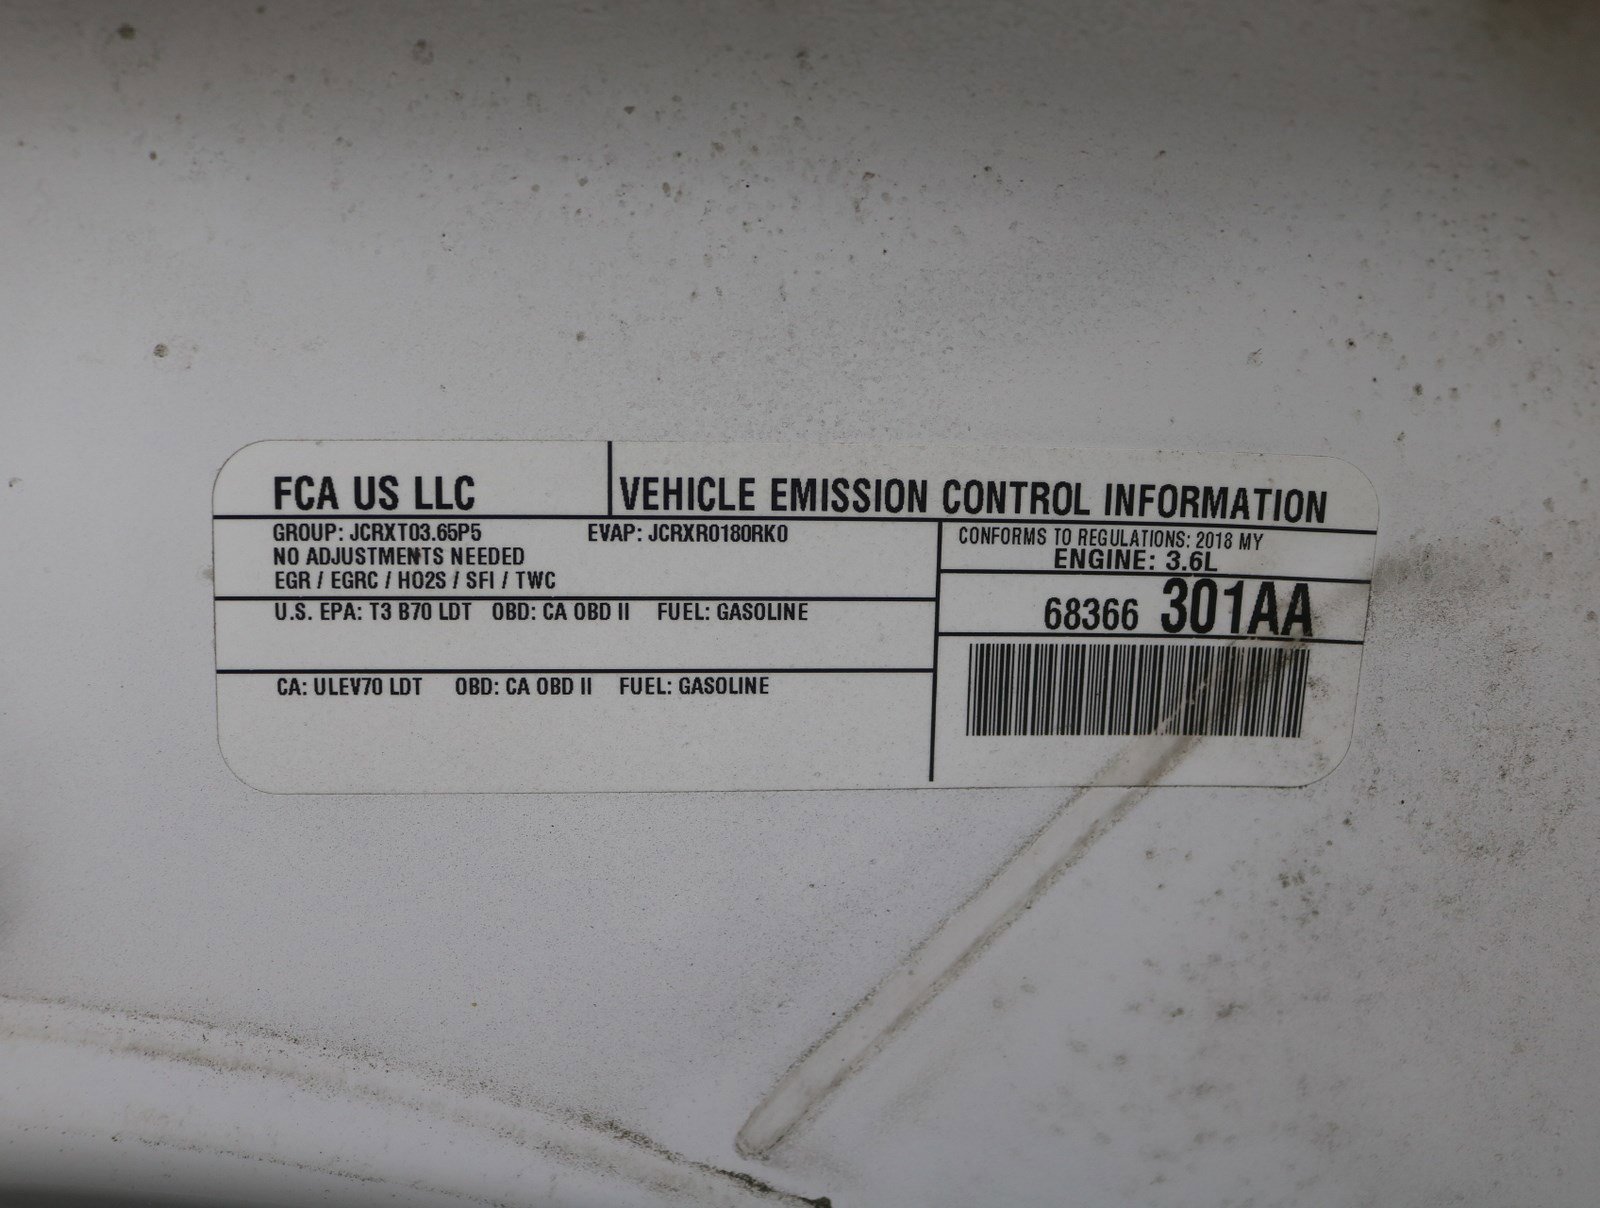 FCA US LLC
VEHICLE EMISSION CONTROL INFORMATION
GROUP: JCRXT03.65P5 EVAP: JCRXR0180RK0
NO ADJUSTMENTS NEEDED
EGR / EGRC / HO2S / SFI / TWC
U.S. EPA: T3 B70 LDT OBD: CA OBD II FUEL: GASOLINE
CA: ULEV70 LDT OBD: CA OBD II FUEL: GASOLINE
CONFORMS TO REGULATIONS: 2018 MY
ENGINE: 3.6L
68366 301AA